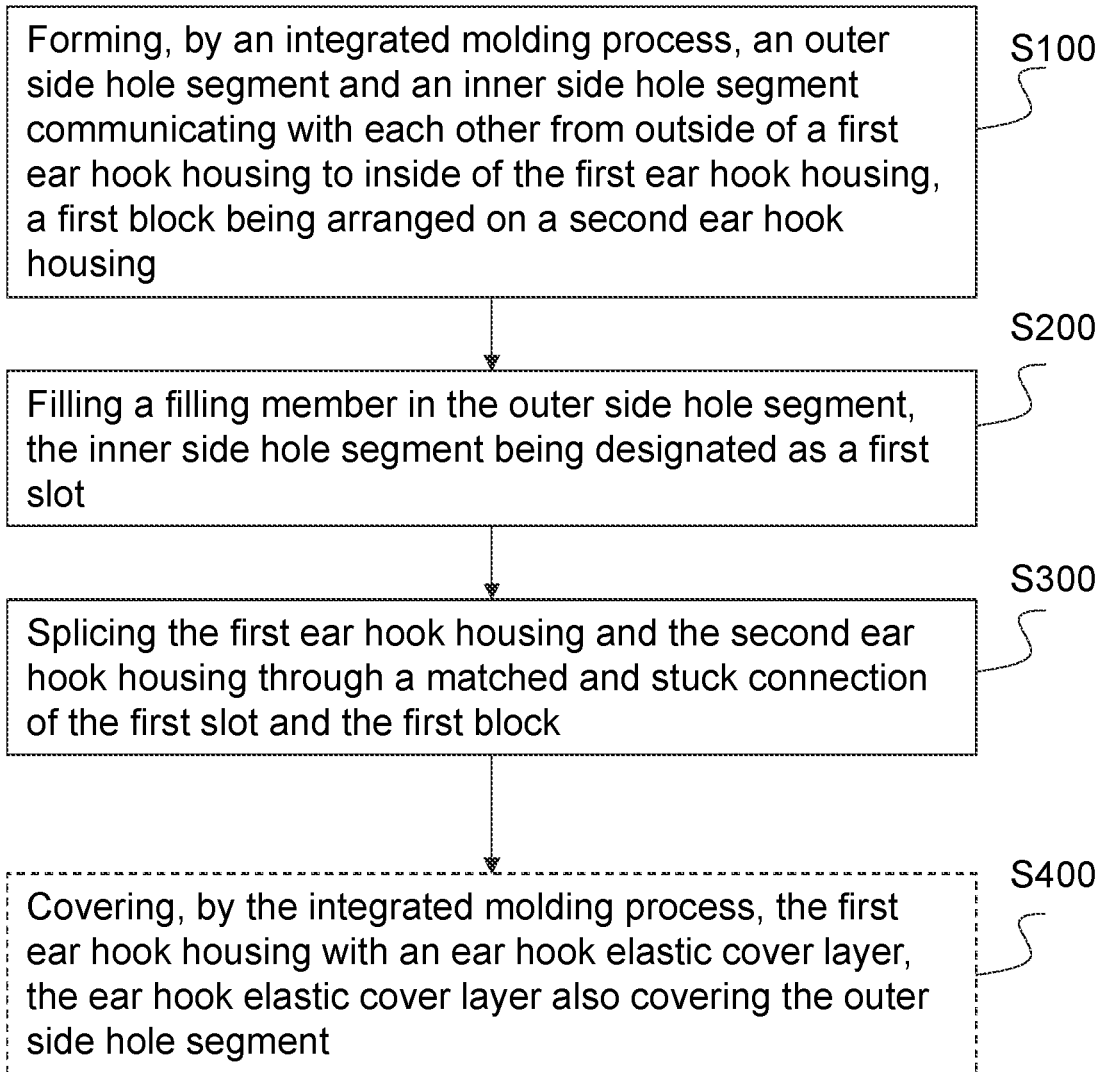 Forming, by an integrated molding process, an outer
side hole segment and an inner side hole segment
communicating with each other from outside of a first
ear hook housing to inside of the first ear hook housing,
a first block being arranged on a second ear hook
housing
S100
Filling a filling member in the outer side hole segment,
the inner side hole segment being designated as a first
slot
S200
Splicing the first ear hook housing and the second ear
hook housing through a matched and stuck connection
of the first slot and the first block
S300
Covering, by the integrated molding process, the first
ear hook housing with an ear hook elastic cover layer,
the ear hook elastic cover layer also covering the outer
side hole segment
S400